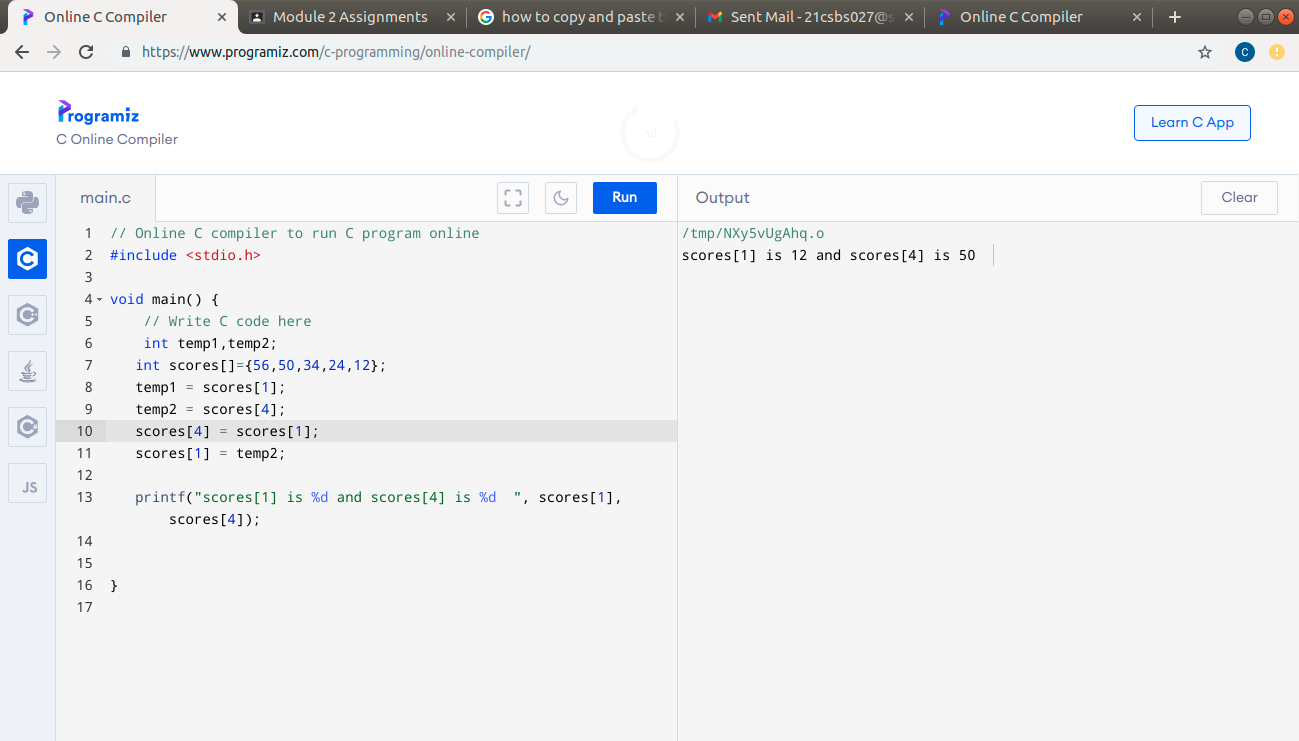 Online C Compiler
Module 2 Assignments
how to copy and paste t
Sent Mail - 21csbs027@s
Online C Compiler
https://www.programiz.com/c-programming/online-compiler/
C
Programiz
C Online Compiler
Ad
Learn C App
main.c
Run
Output
Clear
1 // Online C compiler to run C program online
2 #include <stdio.h>
3
4 void main() {
5 // Write C code here
6 int temp1,temp2;
7 int scores[]={56,50,34,24,12};
8 temp1 = scores[1];
9 temp2 = scores[4];
10 scores[4] = scores[1];
11 scores[1] = temp2;
12
13 printf("scores[1] is %d and scores[4] is %d  ", scores[1],
scores[4]);
14
15
16 }
17
/tmp/NXy5vUgAhq.o
scores[1] is 12 and scores[4] is 50
JS